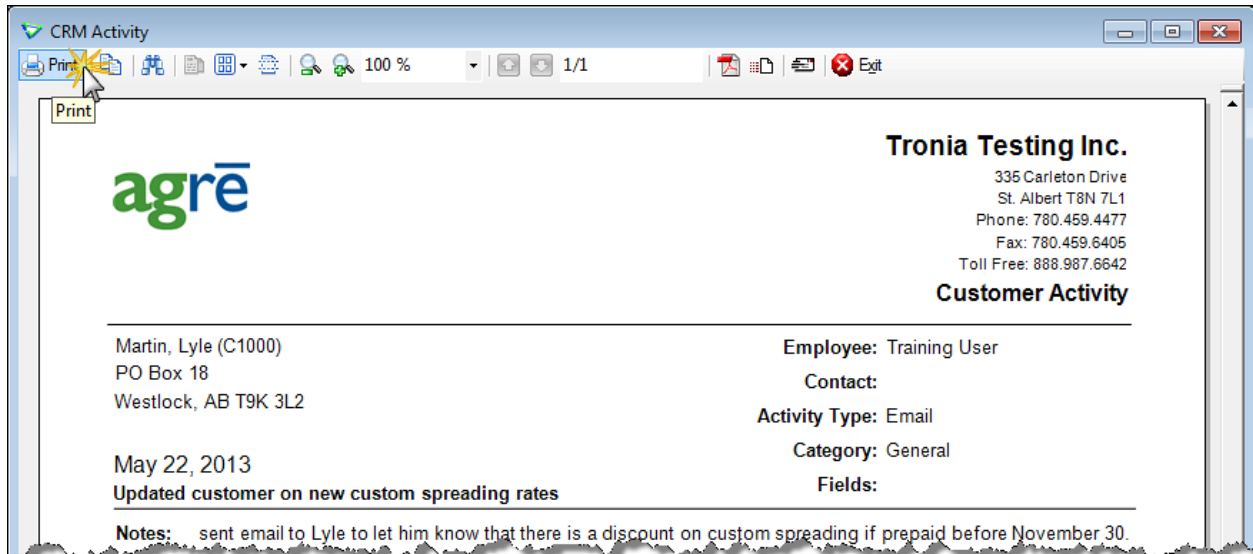 CRM Activity
Print 100 % 1/1 Exit
Print
agrē
Tronia Testing Inc.
335 Carleton Drive
St. Albert T8N 7L1
Phone: 780.459.4477
Fax: 780.459.6405
Toll Free: 888.987.6642
Customer Activity
Martin, Lyle (C1000)
PO Box 18
Westlock, AB T9K 3L2
Employee: Training User
Contact:
Activity Type: Email
Category: General
Fields:
May 22, 2013
Updated customer on new custom spreading rates
Notes: sent email to Lyle to let him know that there is a discount on custom spreading if prepaid before November 30.